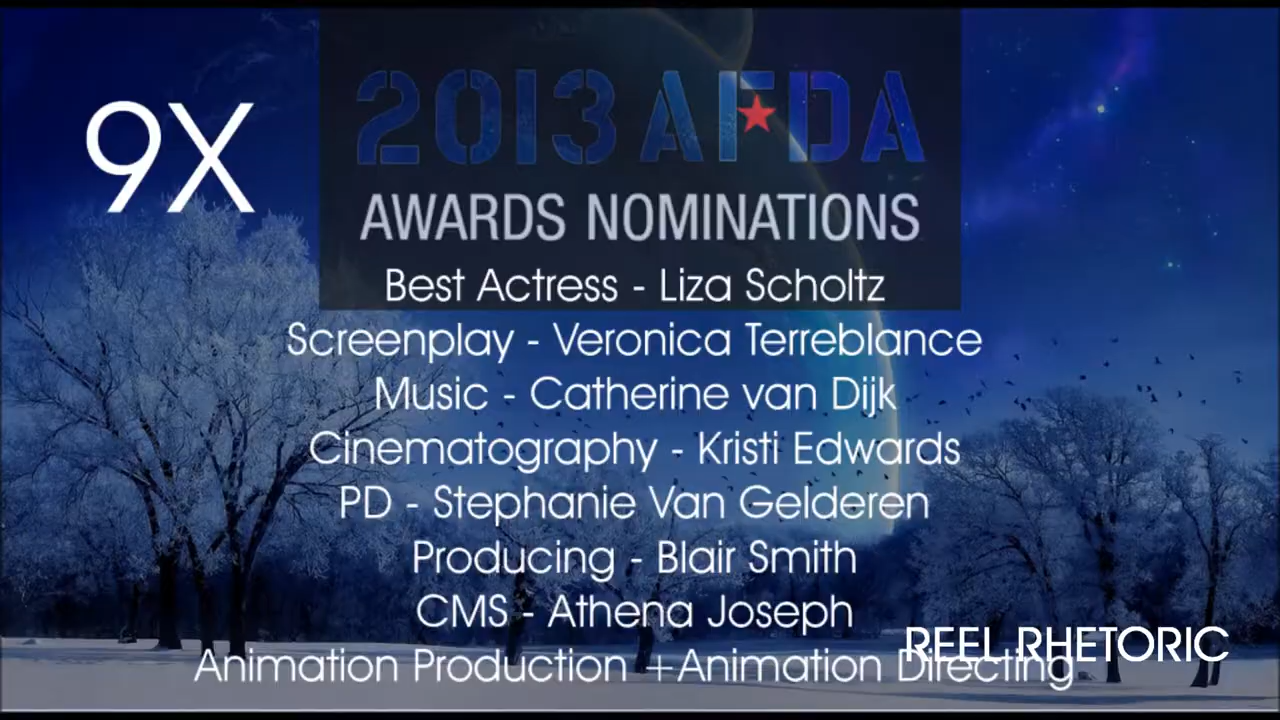 9X
2013 AFDA
AWARDS NOMINATIONS
Best Actress - Liza Scholtz
Screenplay - Veronica Terreblance
Music - Catherine van Dijk
Cinematography - Kristi Edwards
PD - Stephanie Van Gelderen
Producing - Blair Smith
CMS - Athena Joseph
REEL RHETORIC
Animation Production +Animation Directing